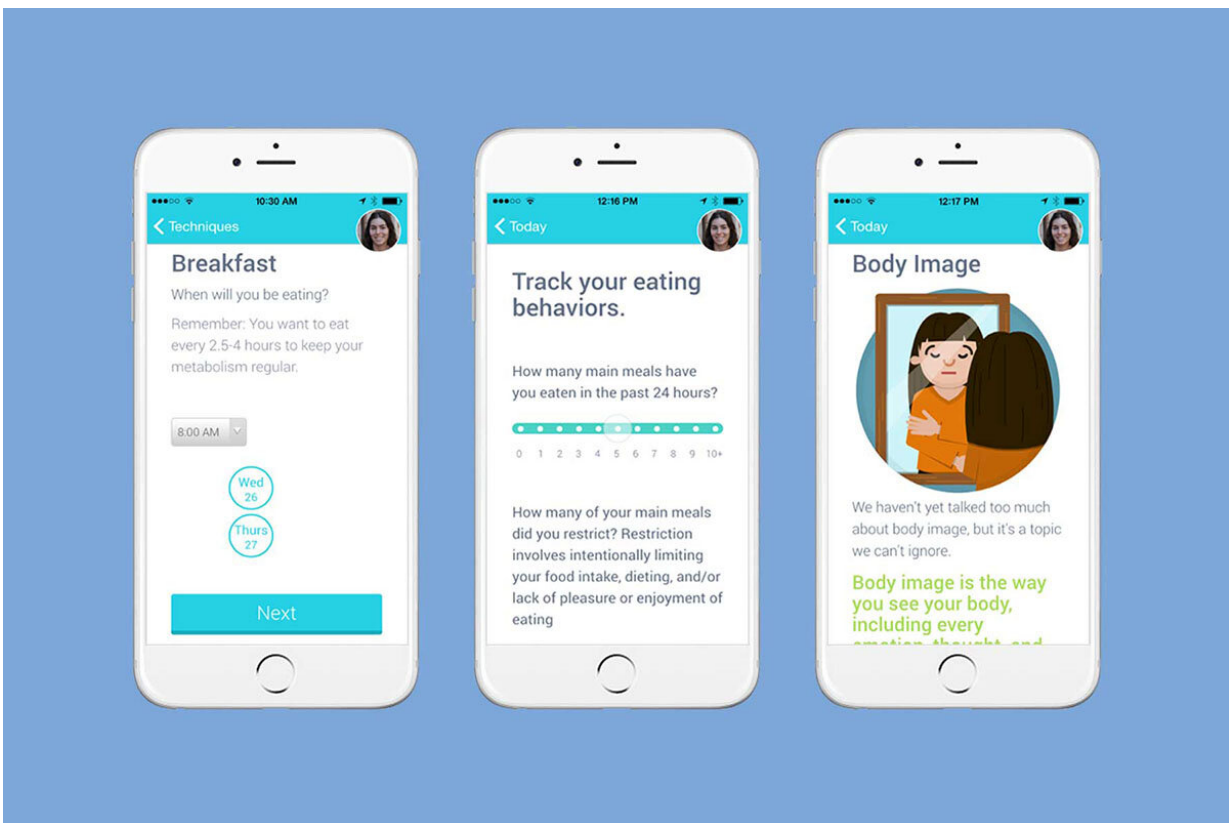 10:30 AM
Techniques
Breakfast
When will you be eating?
Remember: You want to eat
every 2.5-4 hours to keep your
metabolism regular.
8:00 AM
Wed
26
Thurs
27
Next
12:16 PM
Today
Track your eating
behaviors.
How many main meals have
you eaten in the past 24 hours?
0 1 2 3 4 5 6 7 8 9 10+
How many of your main meals
did you restrict? Restriction
involves intentionally limiting
your food intake, dieting, and/or
lack of pleasure or enjoyment of
eating
12:17 PM
Today
Body Image
We haven't yet talked too much
about body image, but it's a topic
we can't ignore.
Body image is the way
you see your body,
including every
emotion, thought, and